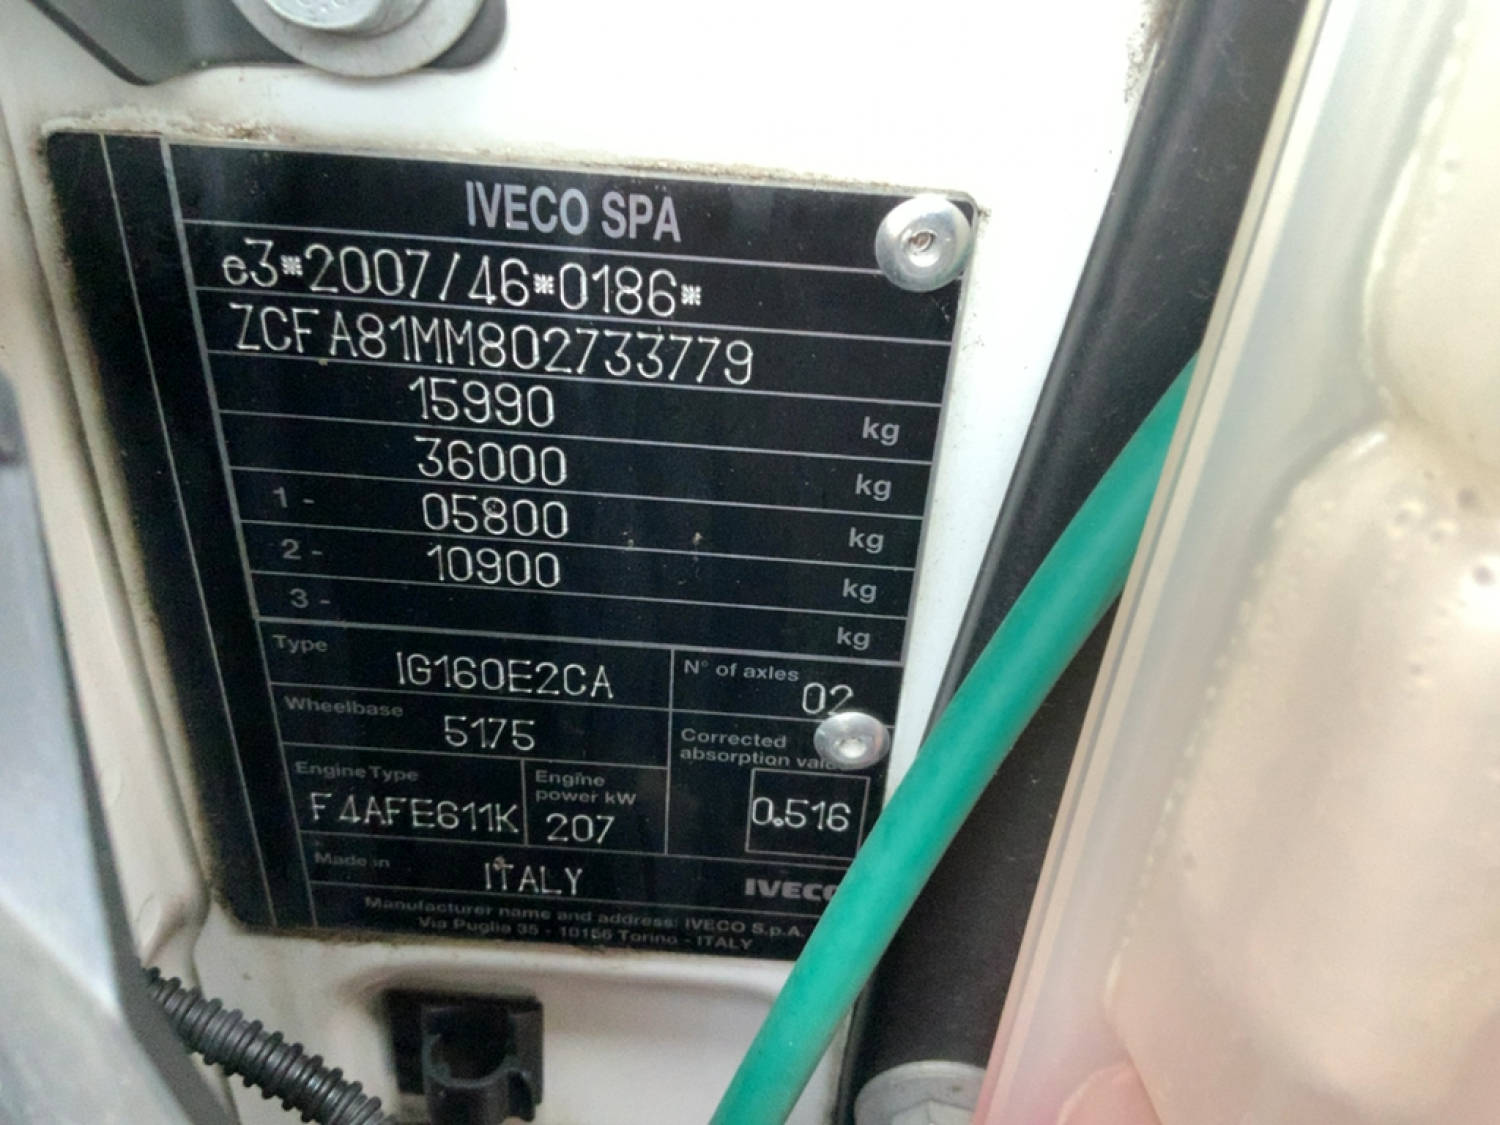 IVECO SPA
e3*2007/46*0186*
ZCFA81MM802733779
15990 kg
36000 kg
1 - 05800 kg
2 - 10900 kg
3 - kg
Type IG160E2CA
N° of axles 02
Wheelbase 5175
Corrected absorption
0.516
Engine Type F4AFE611K
Engine power kW 207
Made in ITALY
IVECO
Manufacturer name and address: IVECO S.p.A.
Via Puglia 35 - 10156 Torino - ITALY